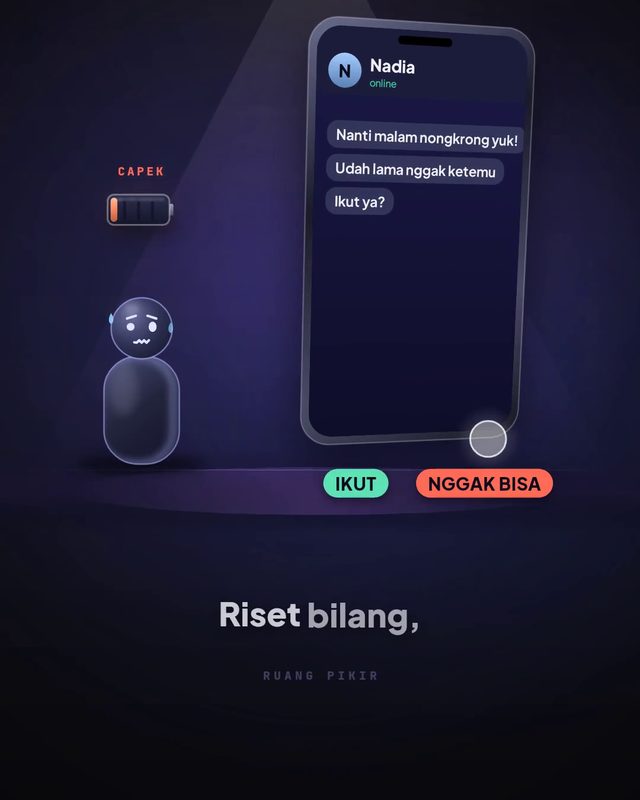 N
Nadia
online
Nanti malam nongkrong yuk!
Udah lama nggak ketemu
Ikut ya?
CAPEK
IKUT
NGGAK BISA
Riset bilang,
RUANG PIKIR